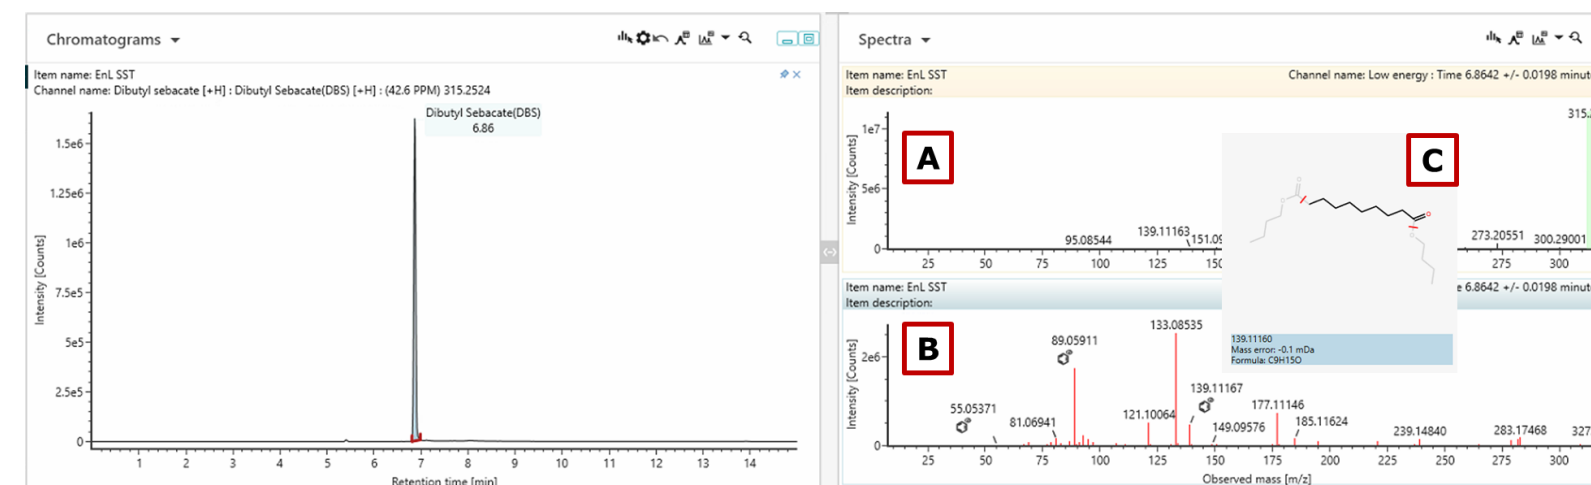 Chromatograms
Item name: EnL SST
Channel name: Dibutyl sebacate [+H] : Dibutyl Sebacate(DBS) [+H] : (42.6 PPM) 315.2524
Dibutyl Sebacate(DBS)
6.86
Intensity [Counts]
1.5e6
1.25e6
1e6
7.5e5
5e5
2.5e5
0
1 2 3 4 5 6 7 8 9 10 11 12 13 14
Retention time [min]
Spectra
Item name: EnL SST
Channel name: Low energy : Time 6.8642 +/- 0.0198 minut
Item description:
A
C
Intensity [Counts]
1e7
5e6
0
95.08544
139.11163
151.09
273.20551
300.29001
315.
25 50 75 100 125 150 275 300
Item name: EnL SST
e 6.8642 +/- 0.0198 minut
Item description:
B
139.11160
Mass error: -0.1 mDa
Formula: C9H15O
Intensity [Counts]
2e6
0
55.05371
81.06941
89.05911
121.10064
133.08535
139.11167
149.09576
177.11146
185.11624
239.14840
283.17468
327
25 50 75 100 125 150 175 200 225 250 275 300
Observed mass [m/z]